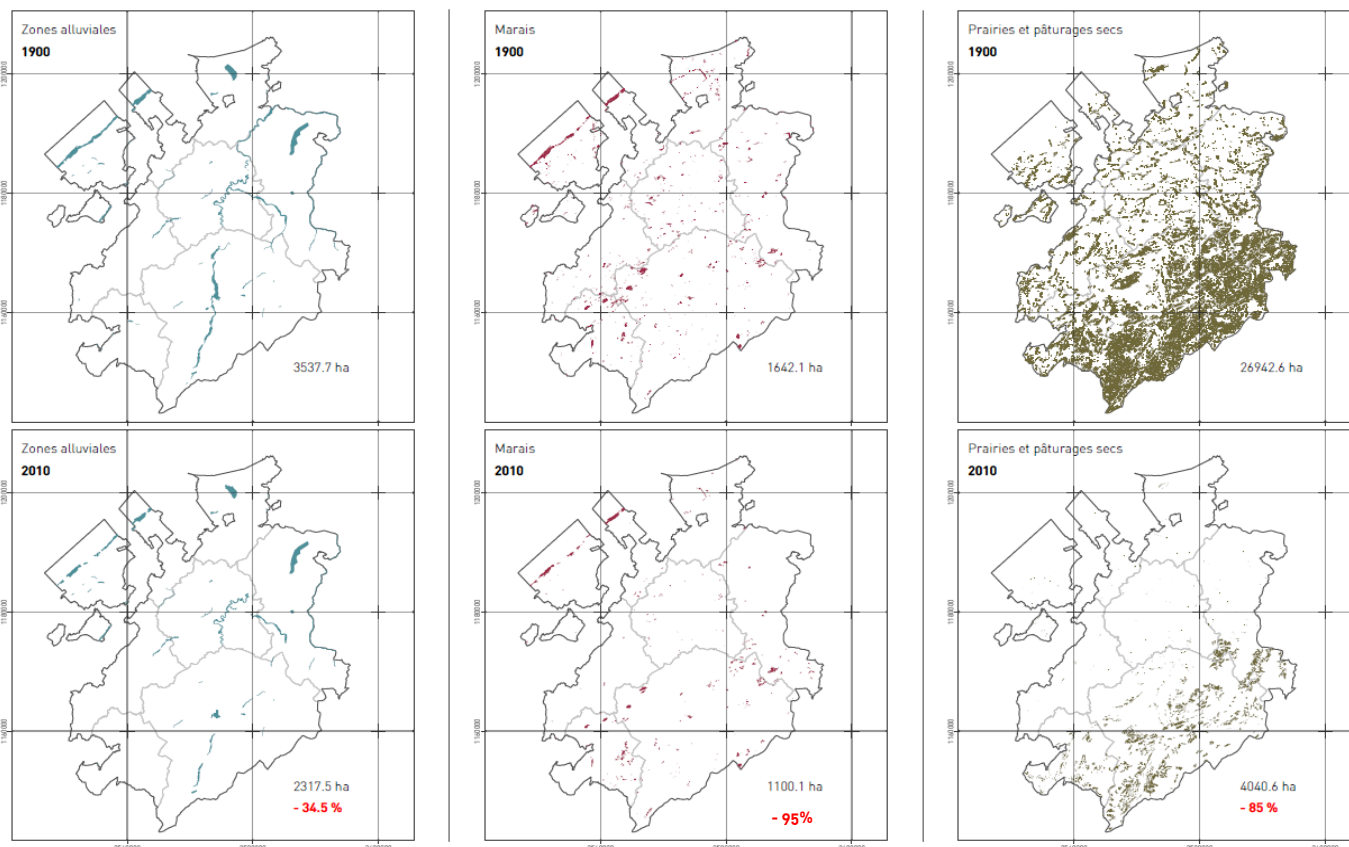 Zones alluviales
1900
3537.7 ha
Marais
1900
1642.1 ha
Prairies et pâturages secs
1900
26942.6 ha
Zones alluviales
2010
2317.5 ha
- 34.5 %
Marais
2010
1100.1 ha
- 95%
Prairies et pâturages secs
2010
4040.6 ha
- 85 %